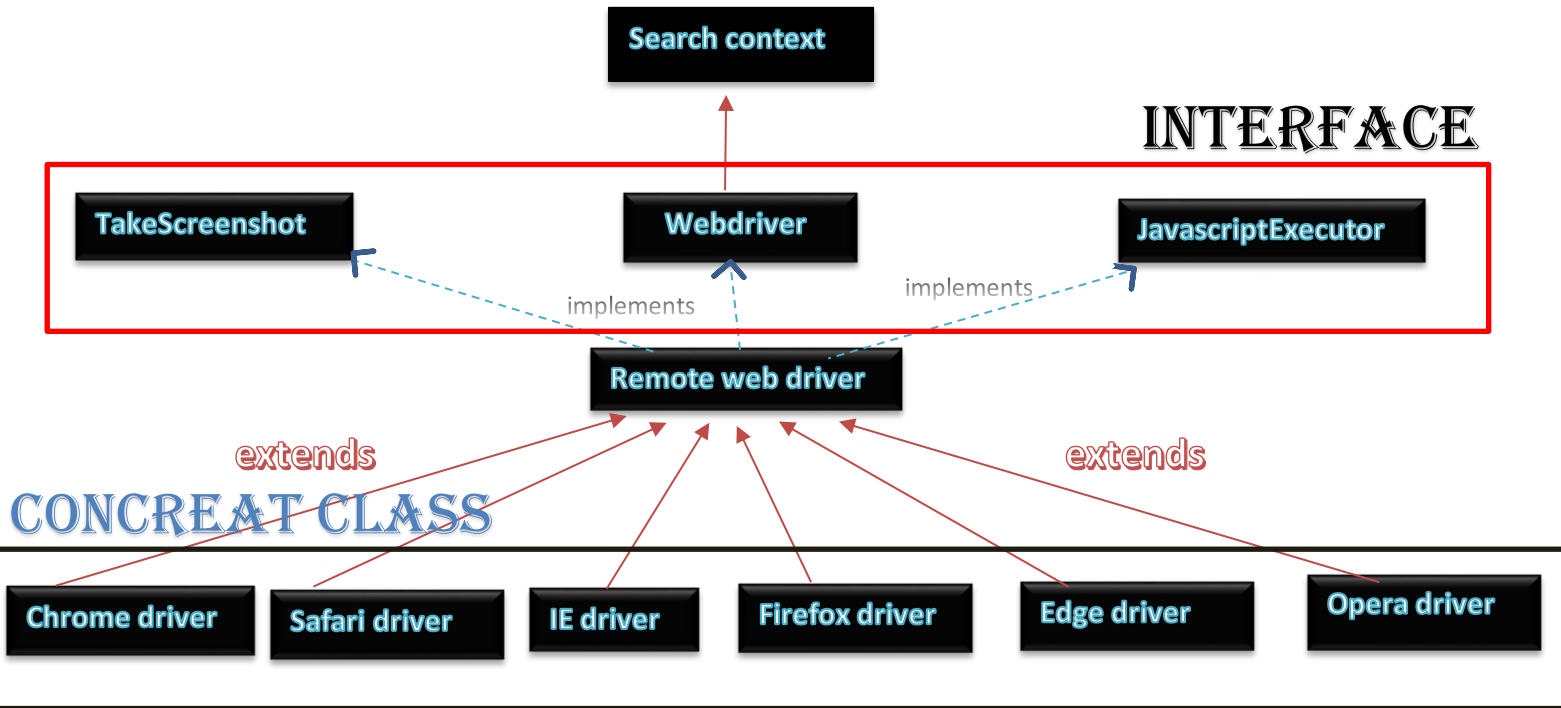 Search context
INTERFACE
TakeScreenshot
Webdriver
JavascriptExecutor
implements
implements
Remote web driver
extends
extends
CONCREAT CLASS
Chrome driver
Safari driver
IE driver
Firefox driver
Edge driver
Opera driver